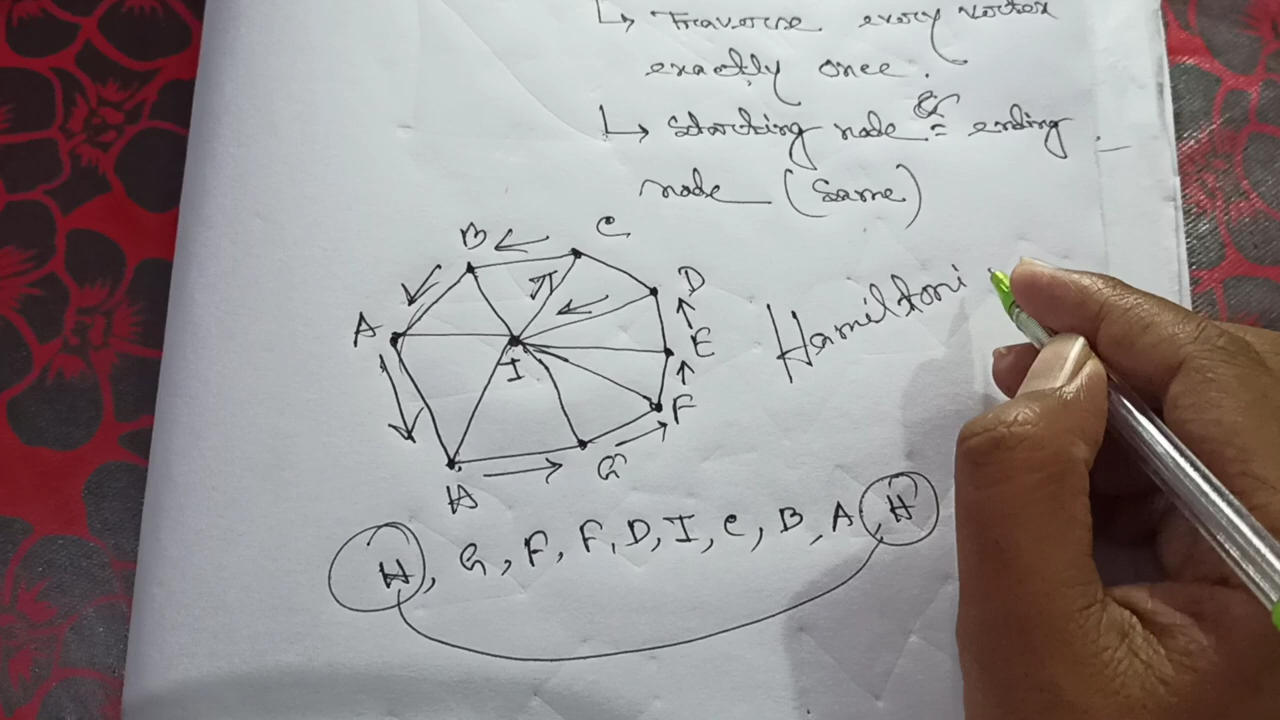 ↳ Traverse every vertex
exactly once.
↳ Starting node & = ending
node (same)
B C
D
A
I E
F
G
H
Hamiltoni
H, G, F, F, D, I, C, B, A, H